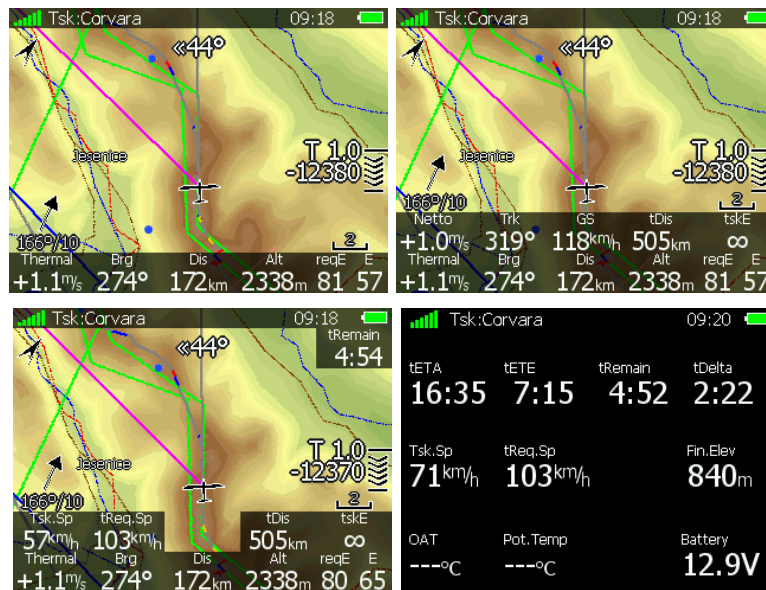 Tsk:Corvara 09:18
«44°
Jesenice
T 1.0
-12380
166º/10
2
Thermal Brg Dis Alt reqE E
+1.1m/s 274° 172km 2338m 81 57
Tsk:Corvara 09:18
«44°
Jesenice
T 1.0
-12380
166º/10
2
Netto Trk GS tDis tskE
+1.0m/s 319° 118km/h 505km ∞
Thermal Brg Dis Alt reqE E
+1.1m/s 274° 172km 2338m 81 57
Tsk:Corvara 09:18
tRemain
4:54
«44°
Jesenice
T 1.0
-12370
166º/10
2
Tsk.Sp tReq.Sp tDis tskE
57km/h 103km/h 505km ∞
Thermal Brg Dis Alt reqE E
+1.1m/s 274° 172km 2338m 80 65
Tsk:Corvara 09:20
tETA tETE tRemain tDelta
16:35 7:15 4:52 2:22
Tsk.Sp tReq.Sp Fin.Elev
71km/h 103km/h 840m
OAT Pot.Temp Battery
---ºC ---ºC 12.9V